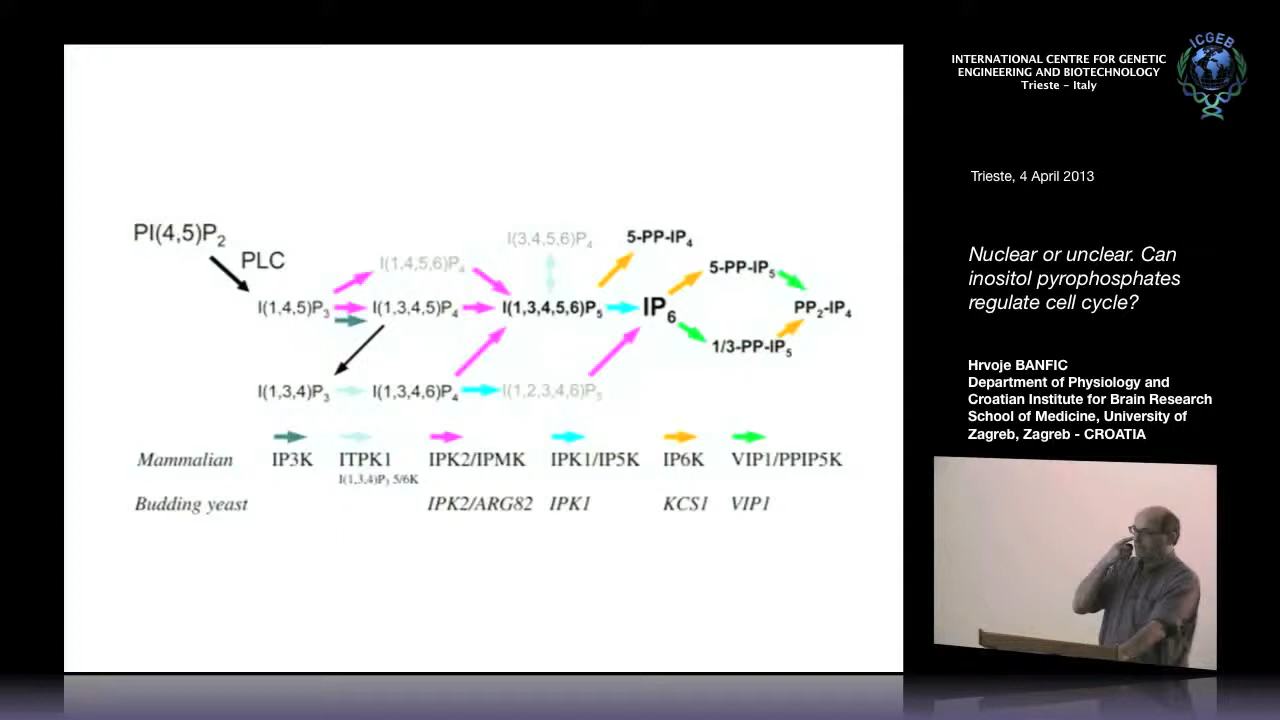 INTERNATIONAL CENTRE FOR GENETIC
ENGINEERING AND BIOTECHNOLOGY
Trieste – Italy
ICGEB
Trieste, 4 April 2013
Nuclear or unclear. Can
inositol pyrophosphates
regulate cell cycle?
Hrvoje BANFIC
Department of Physiology and
Croatian Institute for Brain Research
School of Medicine, University of
Zagreb, Zagreb - CROATIA
PI(4,5)P2
PLC
I(3,4,5,6)P4
5-PP-IP4
I(1,4,5,6)P4
5-PP-IP5
I(1,4,5)P3
I(1,3,4,5)P4
I(1,3,4,5,6)P5
IP6
PP2-IP4
1/3-PP-IP5
I(1,3,4)P3
I(1,3,4,6)P4
I(1,2,3,4,6)P5
Mammalian IP3K ITPK1 IPK2/IPMK IPK1/IP5K IP6K VIP1/PPIP5K
I(1,3,4)P3 5/6K
Budding yeast IPK2/ARG82 IPK1 KCS1 VIP1